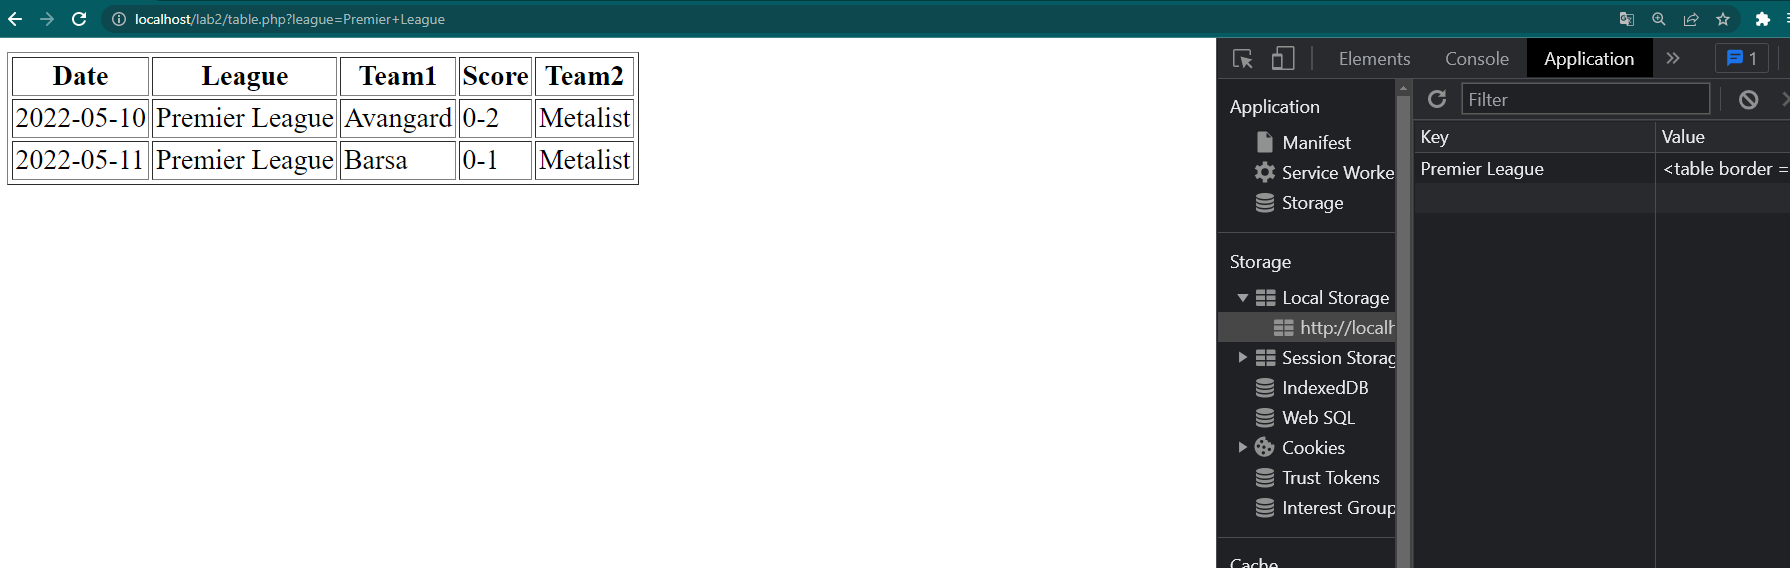 localhost/lab2/table.php?league=Premier+League
Date League Team1 Score Team2
2022-05-10 Premier League Avangard 0-2 Metalist
2022-05-11 Premier League Barsa 0-1 Metalist
Elements Console Application 1
Application
Manifest
Service Worke
Storage
Storage
Local Storage
http://localh
Session Storag
IndexedDB
Web SQL
Cookies
Trust Tokens
Interest Group
Cache
Filter
Key Value
Premier League <table border =